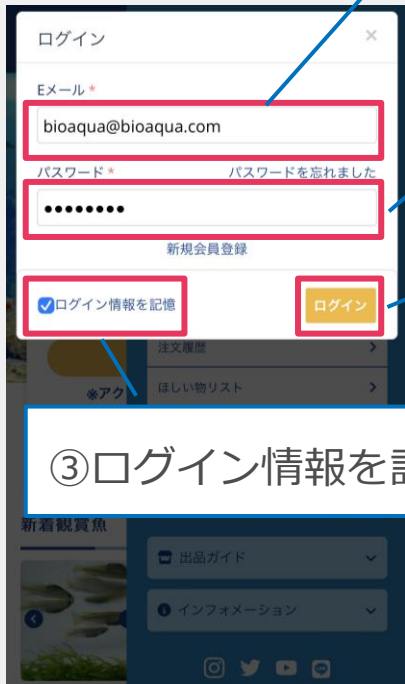 ログイン
×
Eメール *
bioaqua@bioaqua.com
パスワード * パスワードを忘れました
••••••••
新規会員登録
ログイン情報を記憶 ログイン
注文履歴
※アク ほしい物リスト
③ログイン情報を記
新着観賞魚
出品ガイド
インフォメーション